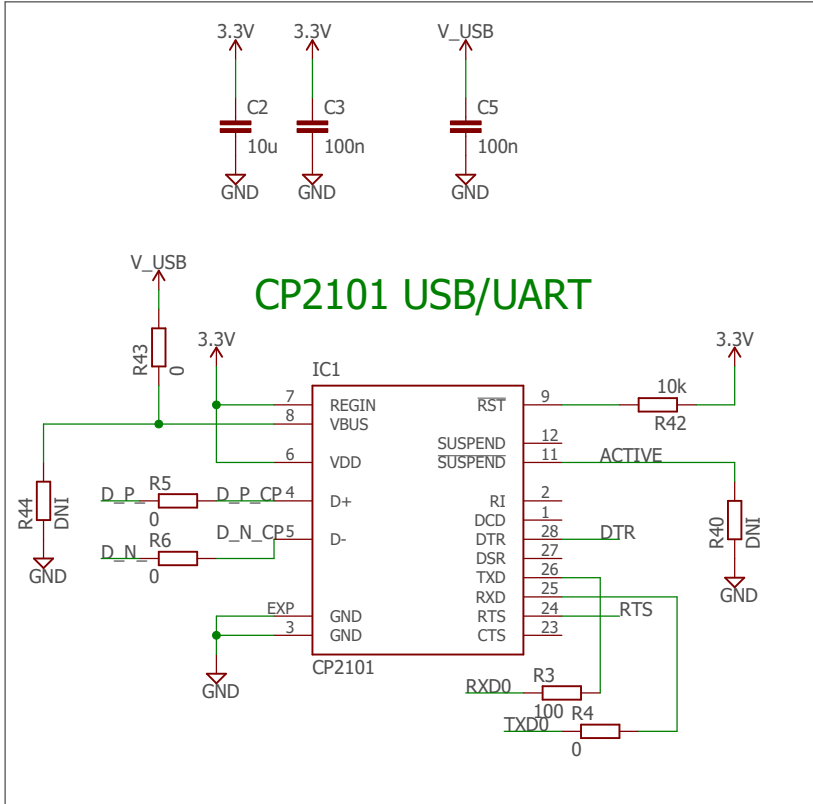 3.3V 3.3V V_USB
C2 C3 C5
10u 100n 100n
GND GND GND
V_USB
CP2101 USB/UART
3.3V 3.3V
R43 0
IC1
7 REGIN RST 9 10k
R42
8 VBUS
SUSPEND 12
6 VDD SUSPEND 11 ACTIVE
R44 DNI
D_P_ R5 D_P_CP 4 D+ RI 2
0
DCD 1
R40 DNI
D_N_ R6 D_N_CP 5 D- DTR 28 DTR
0
DSR 27
GND
TXD 26
GND
RXD 25
EXP GND RTS 24 RTS
3 GND CTS 23
CP2101
GND
RXD0 R3
100
TXD0 R4
0